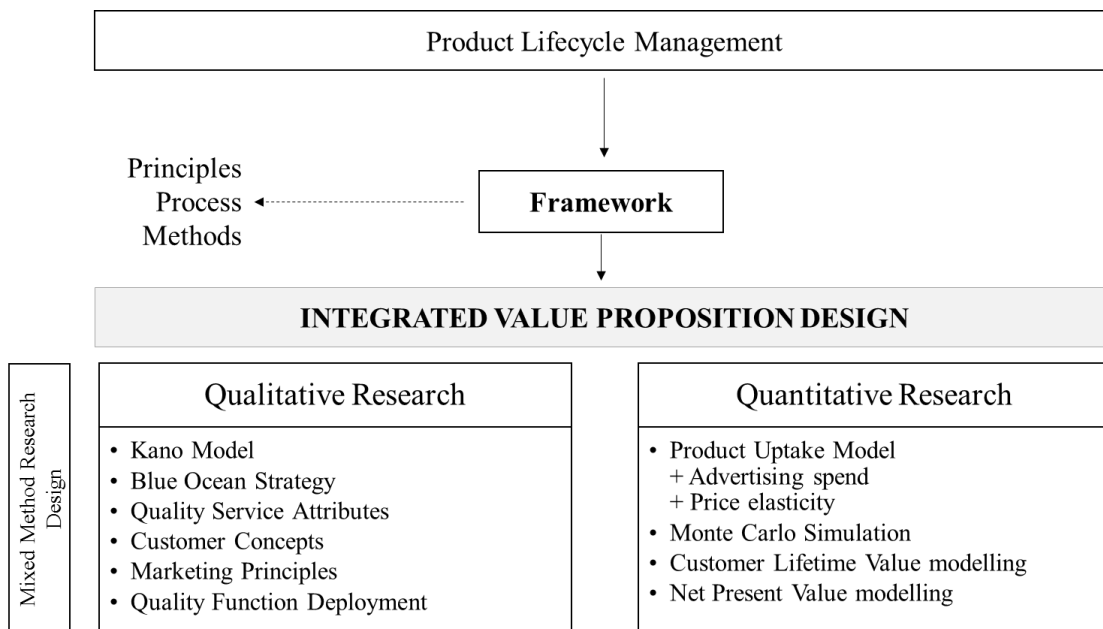 Product Lifecycle Management
Principles
Process
Methods
Framework
INTEGRATED VALUE PROPOSITION DESIGN
Mixed Method Research
Design
Qualitative Research
• Kano Model
• Blue Ocean Strategy
• Quality Service Attributes
• Customer Concepts
• Marketing Principles
• Quality Function Deployment
Quantitative Research
• Product Uptake Model
+ Advertising spend
+ Price elasticity
• Monte Carlo Simulation
• Customer Lifetime Value modelling
• Net Present Value modelling